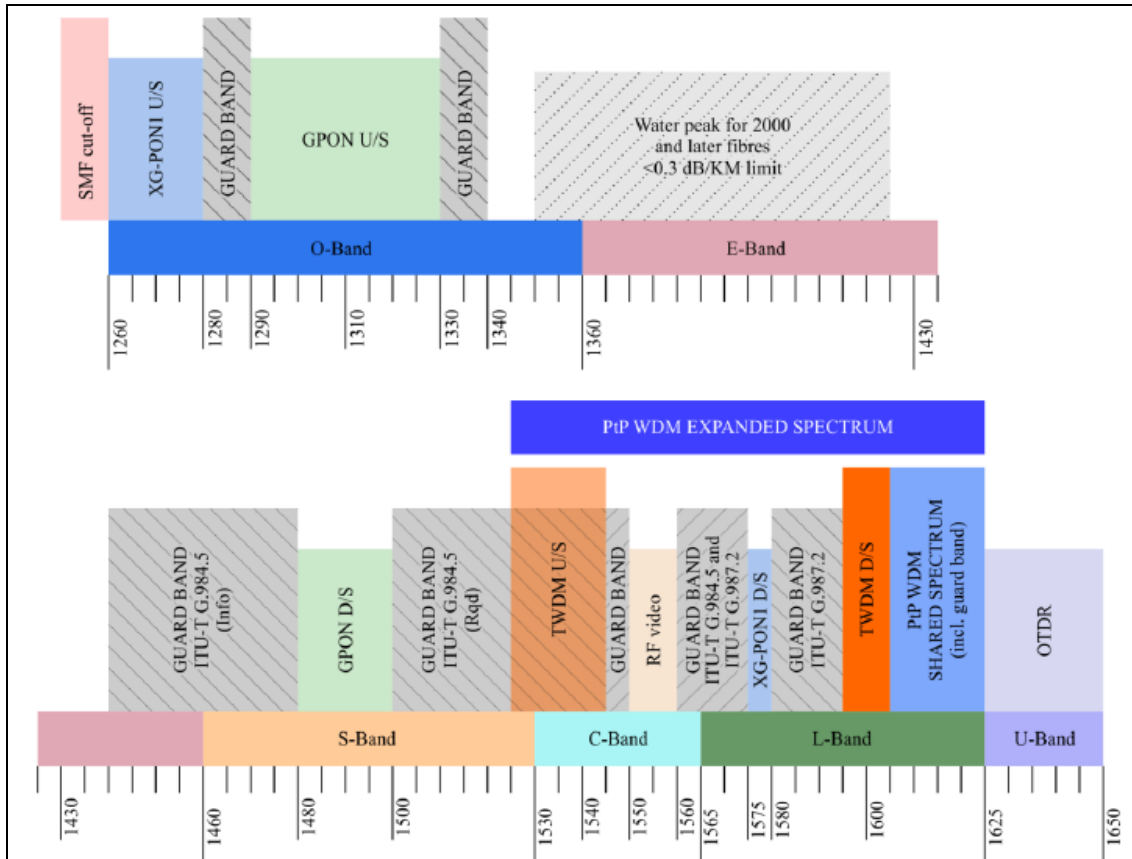 SMF cut-off
XG-PON1 U/S
GUARD BAND
GPON U/S
GUARD BAND
Water peak for 2000
and later fibres
<0.3 dB/KM limit
O-Band
E-Band
1260
1280
1290
1310
1330
1340
1360
1430
PtP WDM EXPANDED SPECTRUM
GUARD BAND
ITU-T G.984.5
(Info)
GPON D/S
GUARD BAND
ITU-T G.984.5
(Rqd)
TWDM U/S
GUARD BAND
RF video
GUARD BAND
ITU-T G.984.5 and
ITU-T G.987.2
XG-PON1 D/S
GUARD BAND
ITU-T G.987.2
TWDM D/S
PtP WDM
SHARED SPECTRUM
(incl. guard band)
OTDR
S-Band
C-Band
L-Band
U-Band
1430
1460
1480
1500
1530
1540
1550
1560
1565
1575
1580
1600
1625
1650